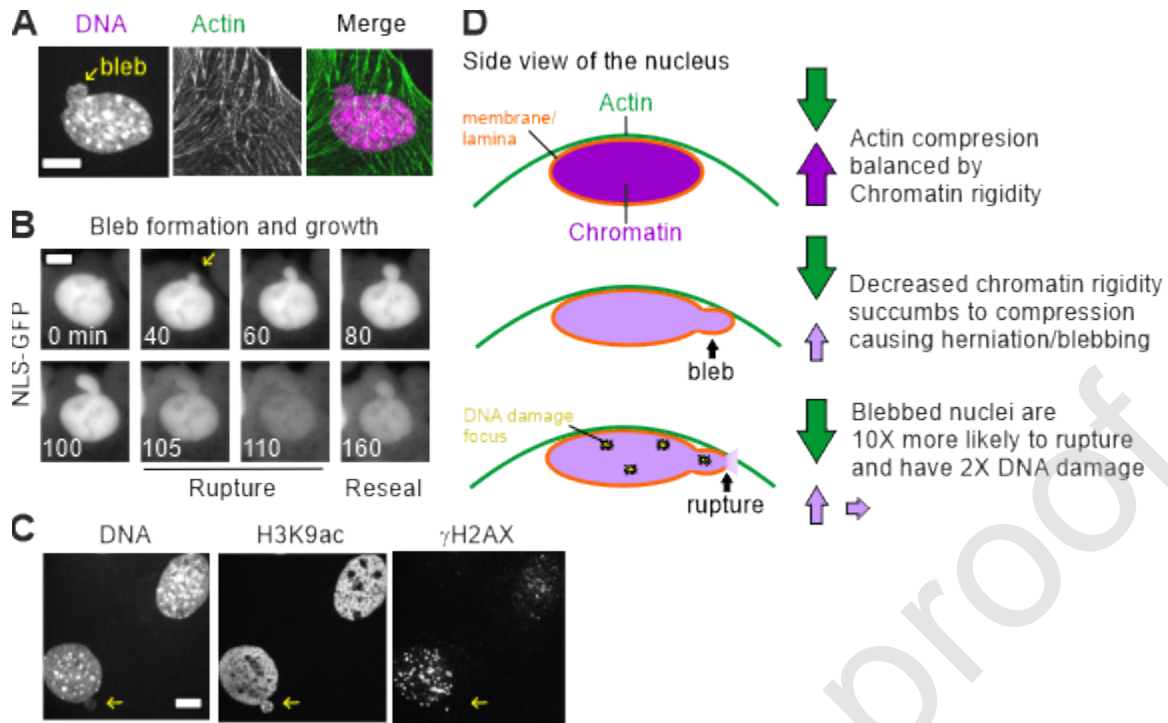 A
DNA
Actin
Merge
bleb
B
Bleb formation and growth
NLS-GFP
0 min
40
60
80
100
105
110
160
Rupture
Reseal
C
DNA
H3K9ac
γH2AX
D
Side view of the nucleus
Actin
membrane/
lamina
Chromatin
Actin compresion
balanced by
Chromatin rigidity
bleb
Decreased chromatin rigidity
succumbs to compression
causing herniation/blebbing
DNA damage
focus
rupture
Blebbed nuclei are
10X more likely to rupture
and have 2X DNA damage
proof